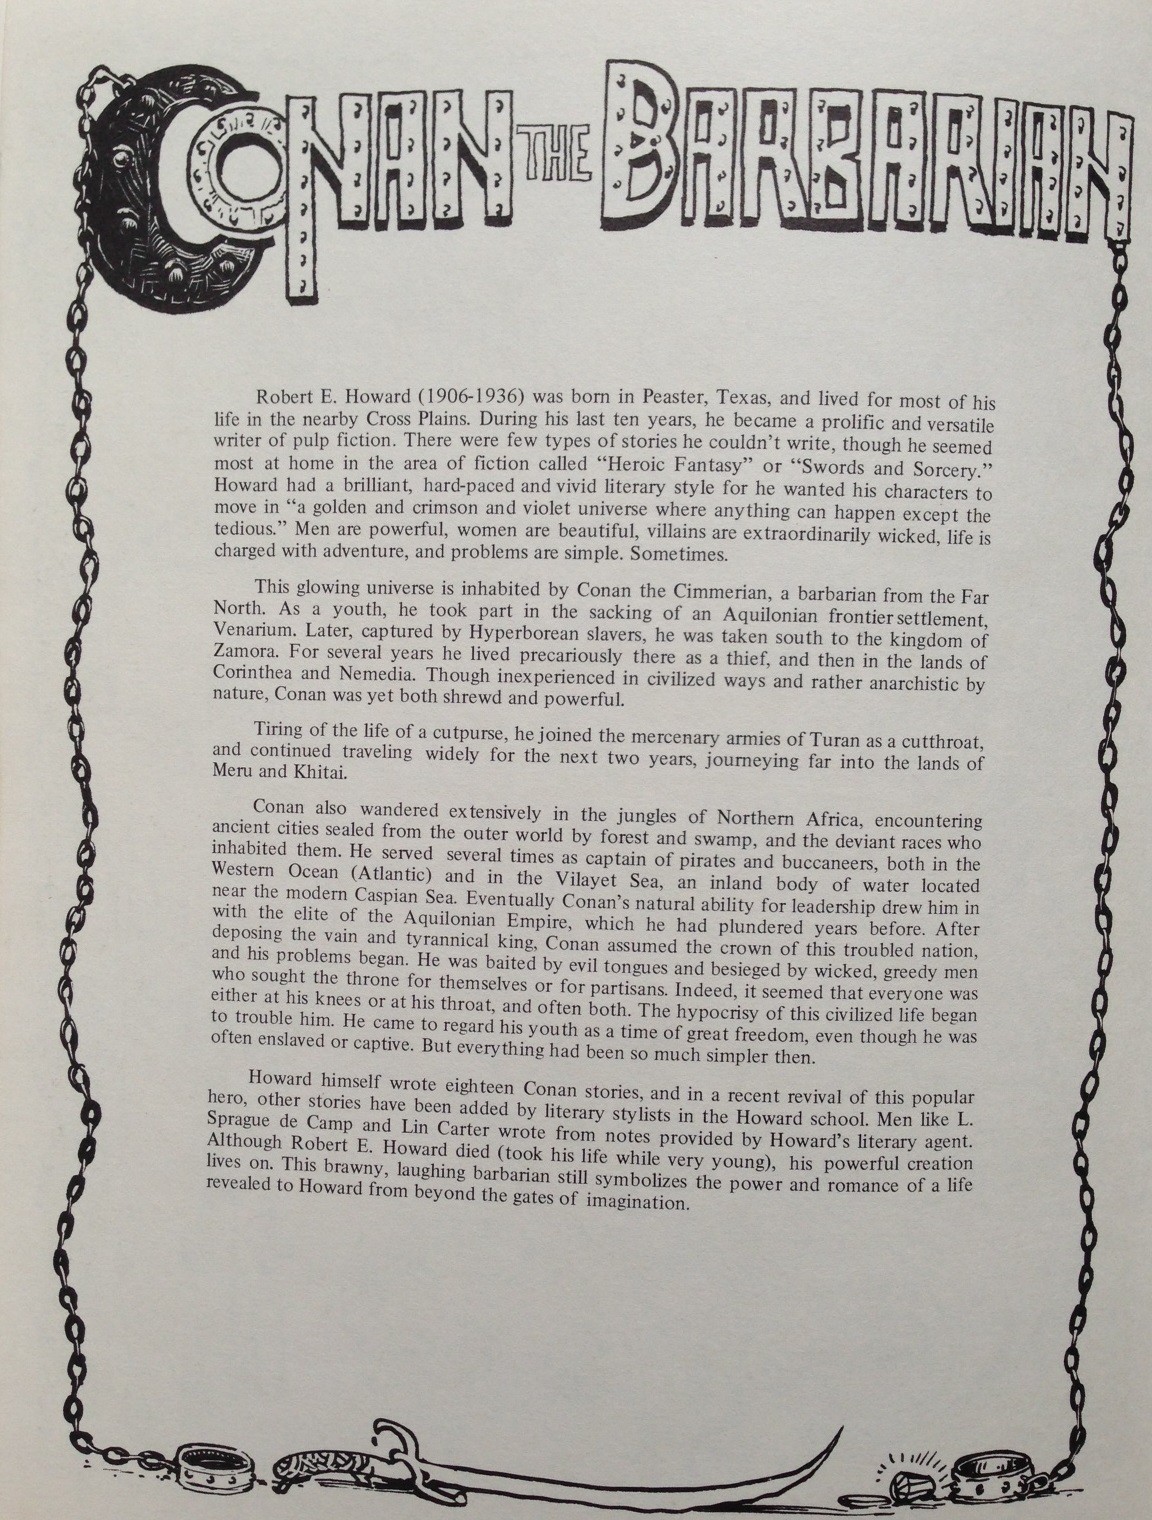 CONAN THE BARBARIAN
Robert E. Howard (1906-1936) was born in Peaster, Texas, and lived for most of his
life in the nearby Cross Plains. During his last ten years, he became a prolific and versatile
writer of pulp fiction. There were few types of stories he couldn't write, though he seemed
most at home in the area of fiction called “Heroic Fantasy” or “Swords and Sorcery.”
Howard had a brilliant, hard-paced and vivid literary style for he wanted his characters to
move in “a golden and crimson and violet universe where anything can happen except the
tedious.” Men are powerful, women are beautiful, villains are extraordinarily wicked, life is
charged with adventure, and problems are simple. Sometimes.
This glowing universe is inhabited by Conan the Cimmerian, a barbarian from the Far
North. As a youth, he took part in the sacking of an Aquilonian frontier settlement,
Venarium. Later, captured by Hyperborean slavers, he was taken south to the kingdom of
Zamora. For several years he lived precariously there as a thief, and then in the lands of
Corinthea and Nemedia. Though inexperienced in civilized ways and rather anarchistic by
nature, Conan was yet both shrewd and powerful.
Tiring of the life of a cutpurse, he joined the mercenary armies of Turan as a cutthroat,
and continued traveling widely for the next two years, journeying far into the lands of
Meru and Khitai.
Conan also wandered extensively in the jungles of Northern Africa, encountering
ancient cities sealed from the outer world by forest and swamp, and the deviant races who
inhabited them. He served several times as captain of pirates and buccaneers, both in the
Western Ocean (Atlantic) and in the Vilayet Sea, an inland body of water located
near the modern Caspian Sea. Eventually Conan's natural ability for leadership drew him in
with the elite of the Aquilonian Empire, which he had plundered years before. After
deposing the vain and tyrannical king, Conan assumed the crown of this troubled nation,
and his problems began. He was baited by evil tongues and besieged by wicked, greedy men
who sought the throne for themselves or for partisans. Indeed, it seemed that everyone was
either at his knees or at his throat, and often both. The hypocrisy of this civilized life began
to trouble him. He came to regard his youth as a time of great freedom, even though he was
often enslaved or captive. But everything had been so much simpler then.
Howard himself wrote eighteen Conan stories, and in a recent revival of this popular
hero, other stories have been added by literary stylists in the Howard school. Men like L.
Sprague de Camp and Lin Carter wrote from notes provided by Howard's literary agent.
Although Robert E. Howard died (took his life while very young), his powerful creation
lives on. This brawny, laughing barbarian still symbolizes the power and romance of a life
revealed to Howard from beyond the gates of imagination.